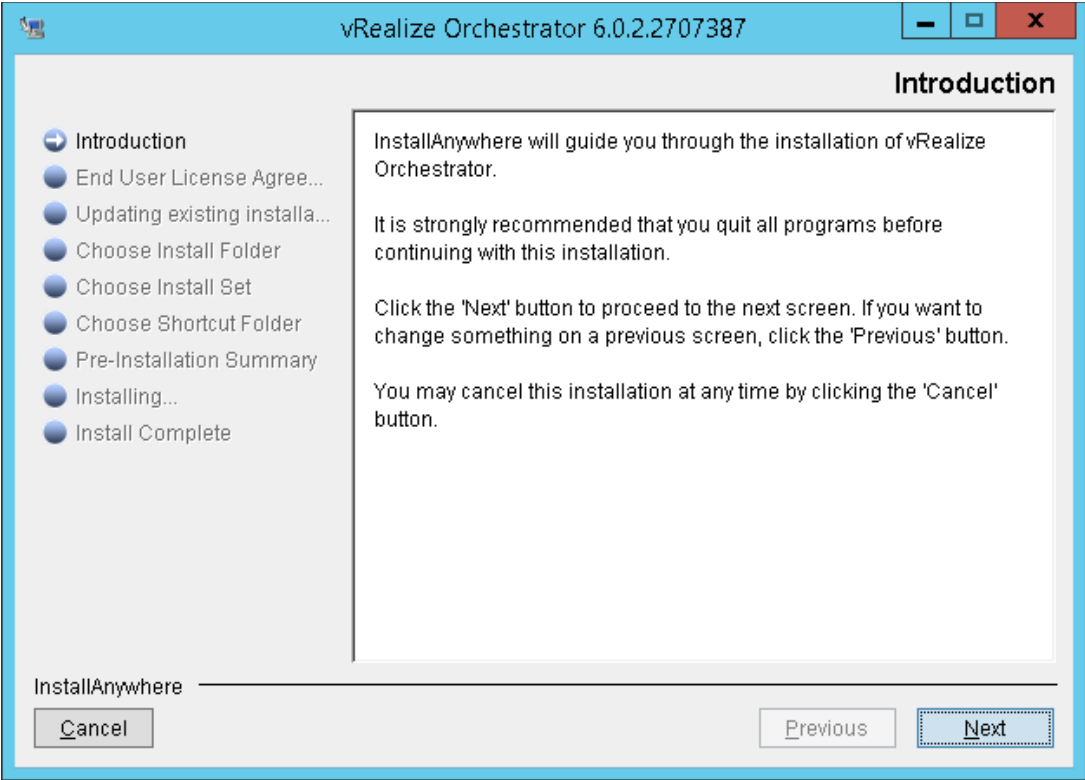 vRealize Orchestrator 6.0.2.2707387
Introduction
Introduction
End User License Agree...
Updating existing installa...
Choose Install Folder
Choose Install Set
Choose Shortcut Folder
Pre-Installation Summary
Installing...
Install Complete
InstallAnywhere will guide you through the installation of vRealize
Orchestrator.
It is strongly recommended that you quit all programs before
continuing with this installation.
Click the 'Next' button to proceed to the next screen. If you want to
change something on a previous screen, click the 'Previous' button.
You may cancel this installation at any time by clicking the 'Cancel'
button.
InstallAnywhere
Cancel
Previous
Next